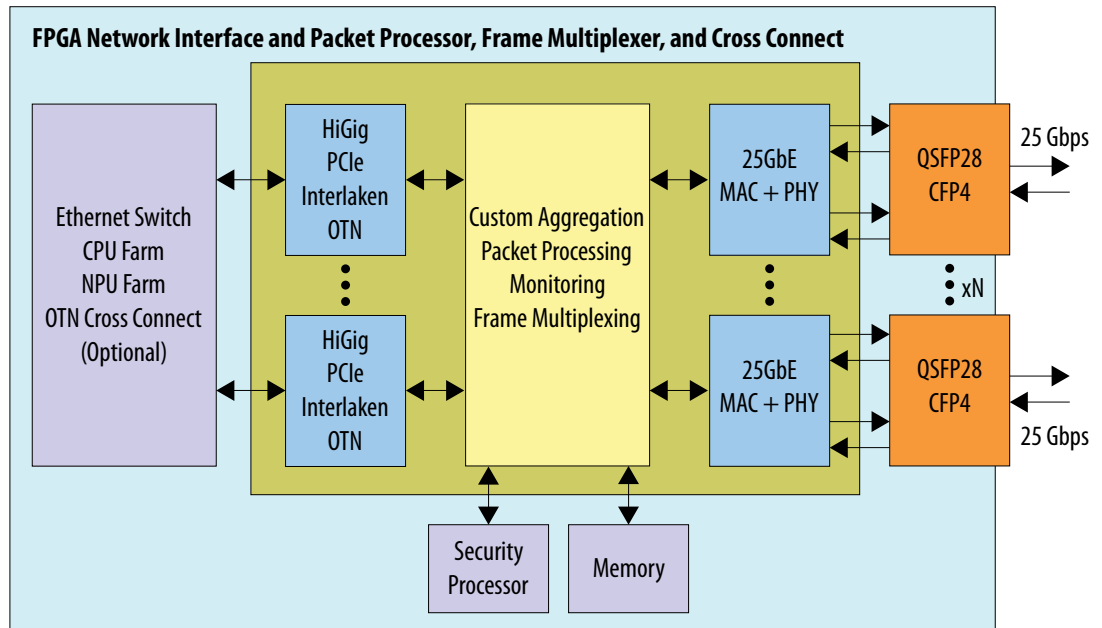 FPGA Network Interface and Packet Processor, Frame Multiplexer, and Cross Connect
Ethernet Switch
CPU Farm
NPU Farm
OTN Cross Connect
(Optional)
HiGig
PCIe
Interlaken
OTN
HiGig
PCIe
Interlaken
OTN
Custom Aggregation
Packet Processing
Monitoring
Frame Multiplexing
25GbE
MAC + PHY
25GbE
MAC + PHY
QSFP28
CFP4
xN
QSFP28
CFP4
25 Gbps
25 Gbps
Security
Processor
Memory